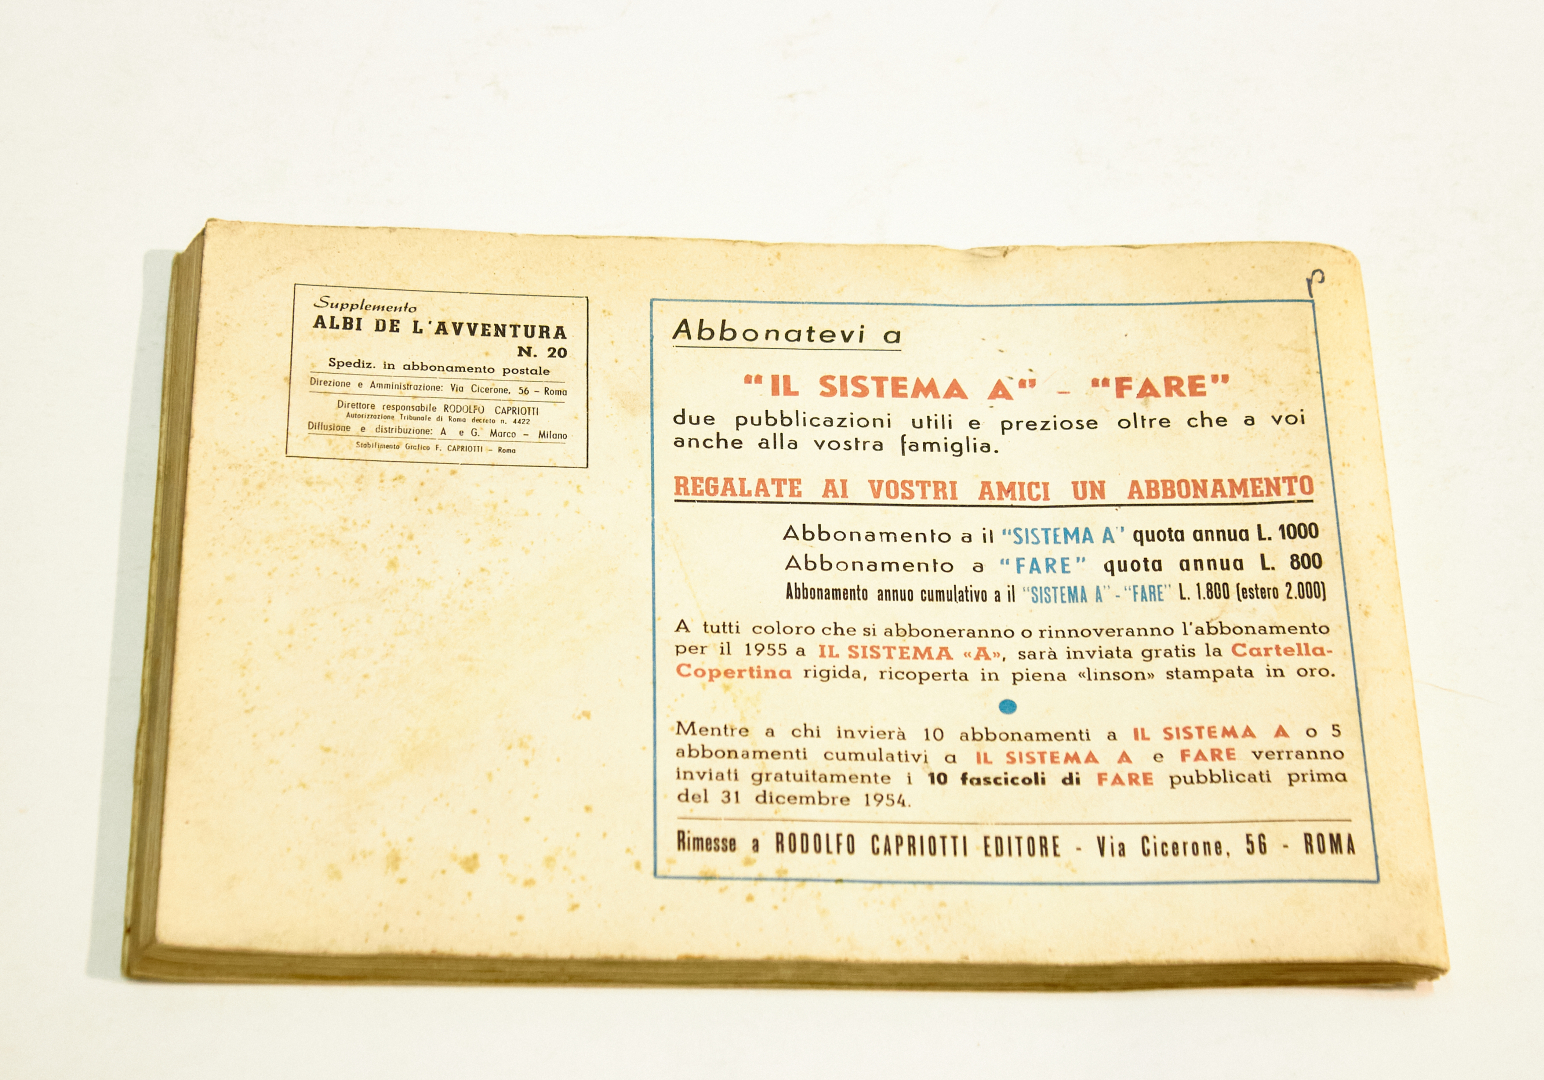 Supplemento
ALBI DE L'AVVENTURA
N. 20
Spediz. in abbonamento postale
Direzione e Amministrazione: Via Cicerone, 56 – Roma
Direttore responsabile RODOLFO CAPRIOTTI
Autorizzazione Tribunale di Roma decreto n. 4422
Diffusione e distribuzione: A. e G. Marco – Milano
Stabilimento Grafico F. CAPRIOTTI – Roma
Abbonatevi a
"IL SISTEMA A" – "FARE"
due pubblicazioni utili e preziose oltre che a voi
anche alla vostra famiglia.
REGALATE AI VOSTRI AMICI UN ABBONAMENTO
Abbonamento a il "SISTEMA A" quota annua L. 1000
Abbonamento a "FARE" quota annua L. 800
Abbonamento annuo cumulativo a il "SISTEMA A" - "FARE" L. 1.800 (estero 2.000)
A tutti coloro che si abboneranno o rinnoveranno l'abbonamento
per il 1955 a IL SISTEMA «A», sarà inviata gratis la Cartella-
Copertina rigida, ricoperta in piena «linson» stampata in oro.
Mentre a chi invierà 10 abbonamenti a IL SISTEMA A o 5
abbonamenti cumulativi a IL SISTEMA A e FARE verranno
inviati gratuitamente i 10 fascicoli di FARE pubblicati prima
del 31 dicembre 1954.
Rimesse a RODOLFO CAPRIOTTI EDITORE - Via Cicerone, 56 - ROMA